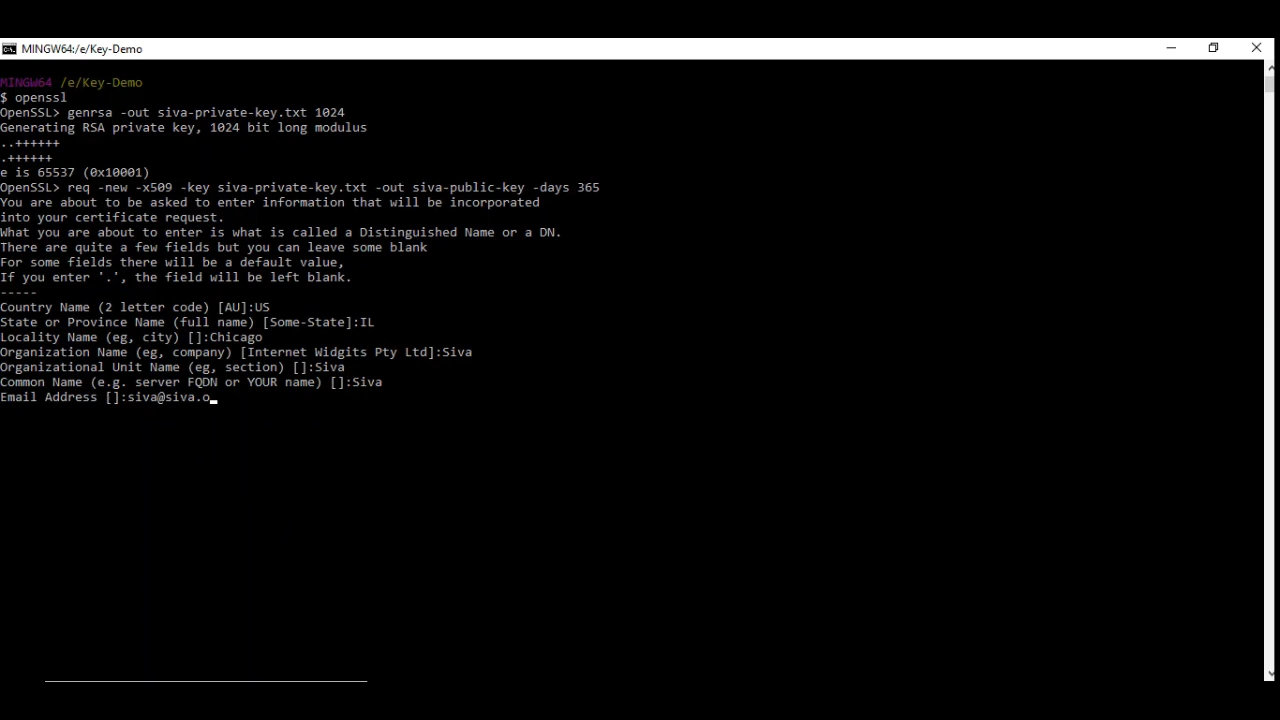 MINGW64:/e/Key-Demo
MINGW64 /e/Key-Demo
$ openssl
OpenSSL> genrsa -out siva-private-key.txt 1024
Generating RSA private key, 1024 bit long modulus
..++++++
.++++++
e is 65537 (0x10001)
OpenSSL> req -new -x509 -key siva-private-key.txt -out siva-public-key -days 365
You are about to be asked to enter information that will be incorporated
into your certificate request.
What you are about to enter is what is called a Distinguished Name or a DN.
There are quite a few fields but you can leave some blank
For some fields there will be a default value,
If you enter '.', the field will be left blank.
-----
Country Name (2 letter code) [AU]:US
State or Province Name (full name) [Some-State]:IL
Locality Name (eg, city) []:Chicago
Organization Name (eg, company) [Internet Widgits Pty Ltd]:Siva
Organizational Unit Name (eg, section) []:Siva
Common Name (e.g. server FQDN or YOUR name) []:Siva
Email Address []:siva@siva.o